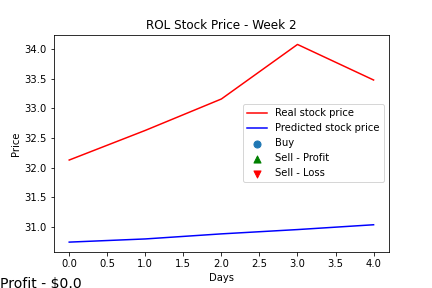 ROL Stock Price - Week 2
34.0
33.5
33.0
32.5
32.0
31.5
31.0
Price
Real stock price
Predicted stock price
Buy
Sell - Profit
Sell - Loss
0.0 0.5 1.0 1.5 2.0 2.5 3.0 3.5 4.0
Days
Profit - $0.0